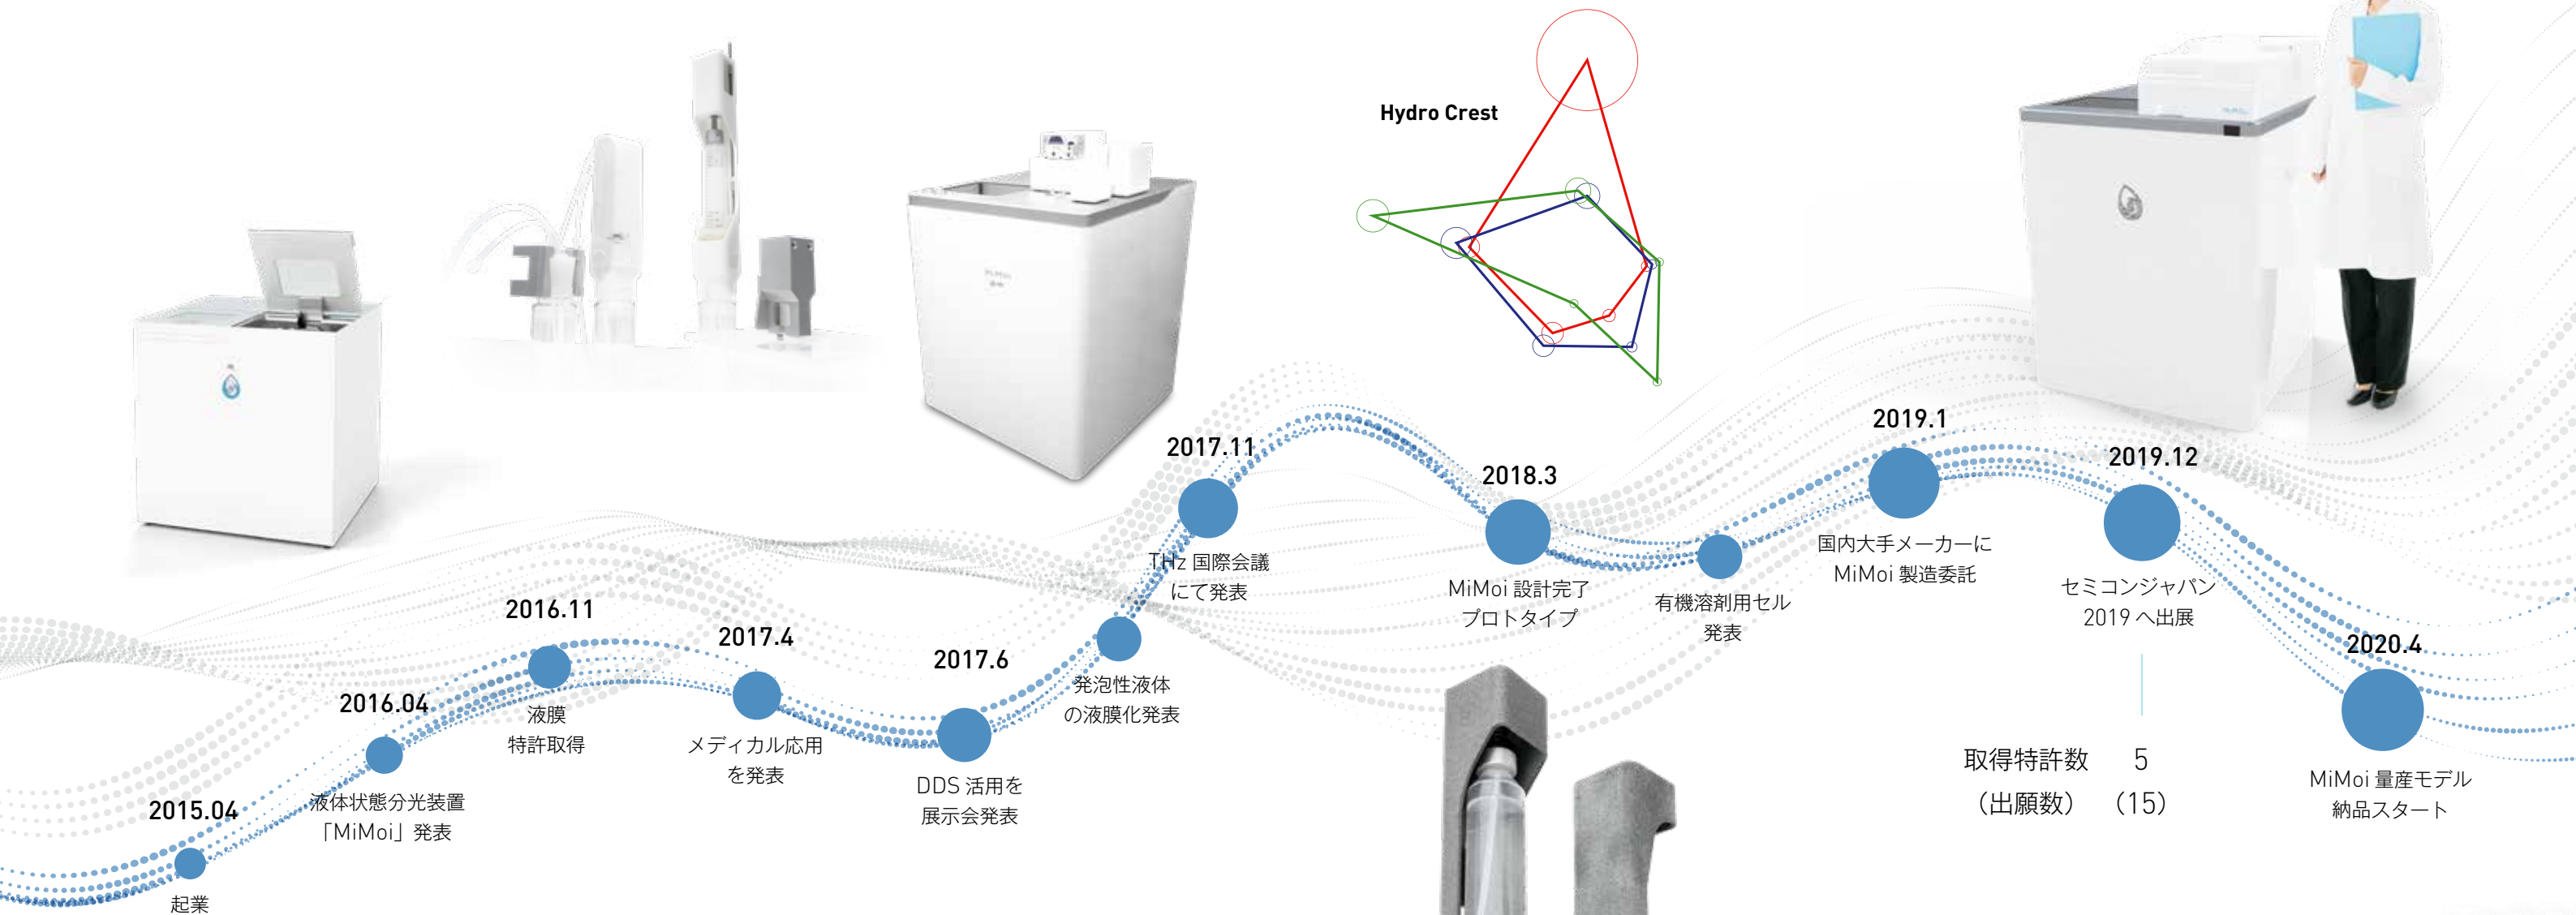 Hydro Crest
2015.04
起業
2016.04
液体状態分光装置
「MiMoi」発表
2016.11
液膜
特許取得
2017.4
メディカル応用
を発表
2017.6
DDS 活用を
展示会発表
発泡性液体
の液膜化発表
2017.11
THz 国際会議
にて発表
2018.3
MiMoi 設計完了
プロトタイプ
有機溶剤用セル
発表
2019.1
国内大手メーカーに
MiMoi 製造委託
2019.12
セミコンジャパン
2019 へ出展
取得特許数 5
（出願数） （15）
2020.4
MiMoi 量産モデル
納品スタート